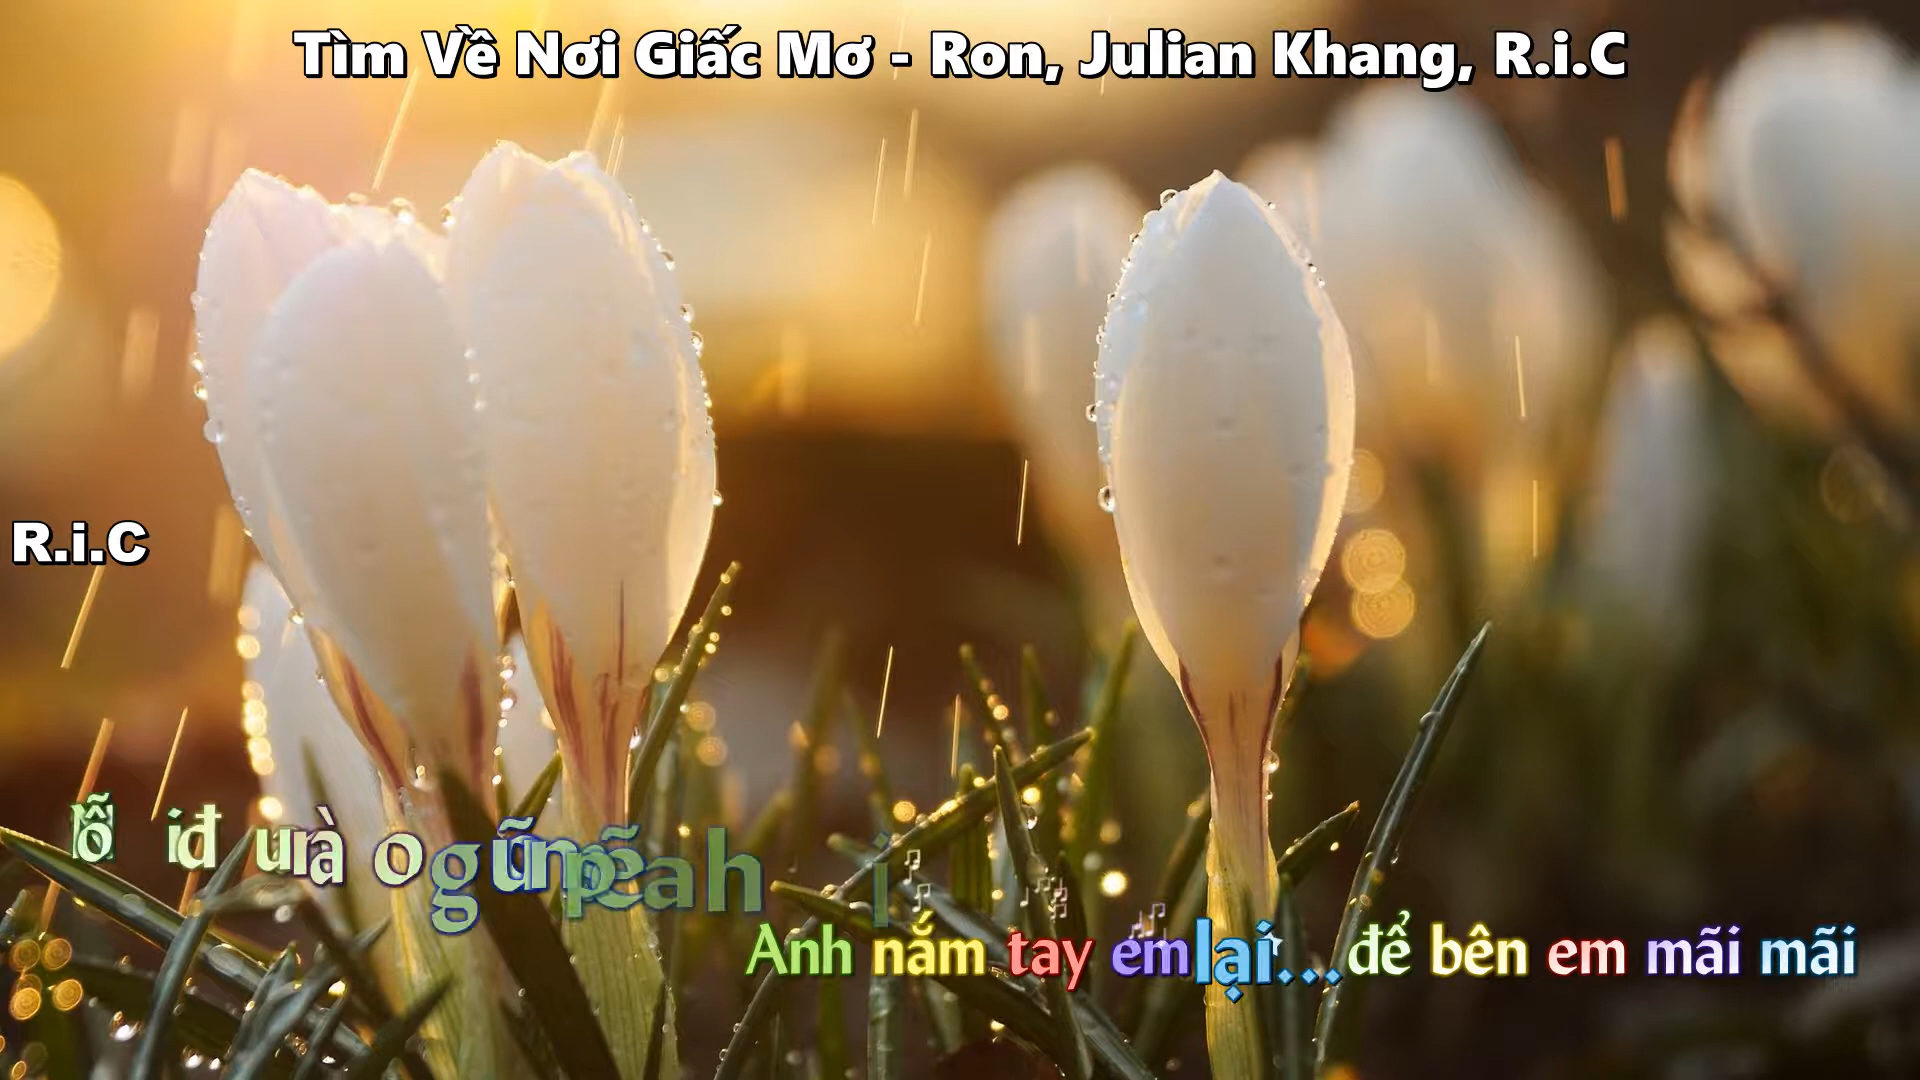 Tìm Về Nơi Giấc Mơ - Ron, Julian Khang, R.i.C
R.i.C
Anh nắm tay em lại... để bên em mãi mãi